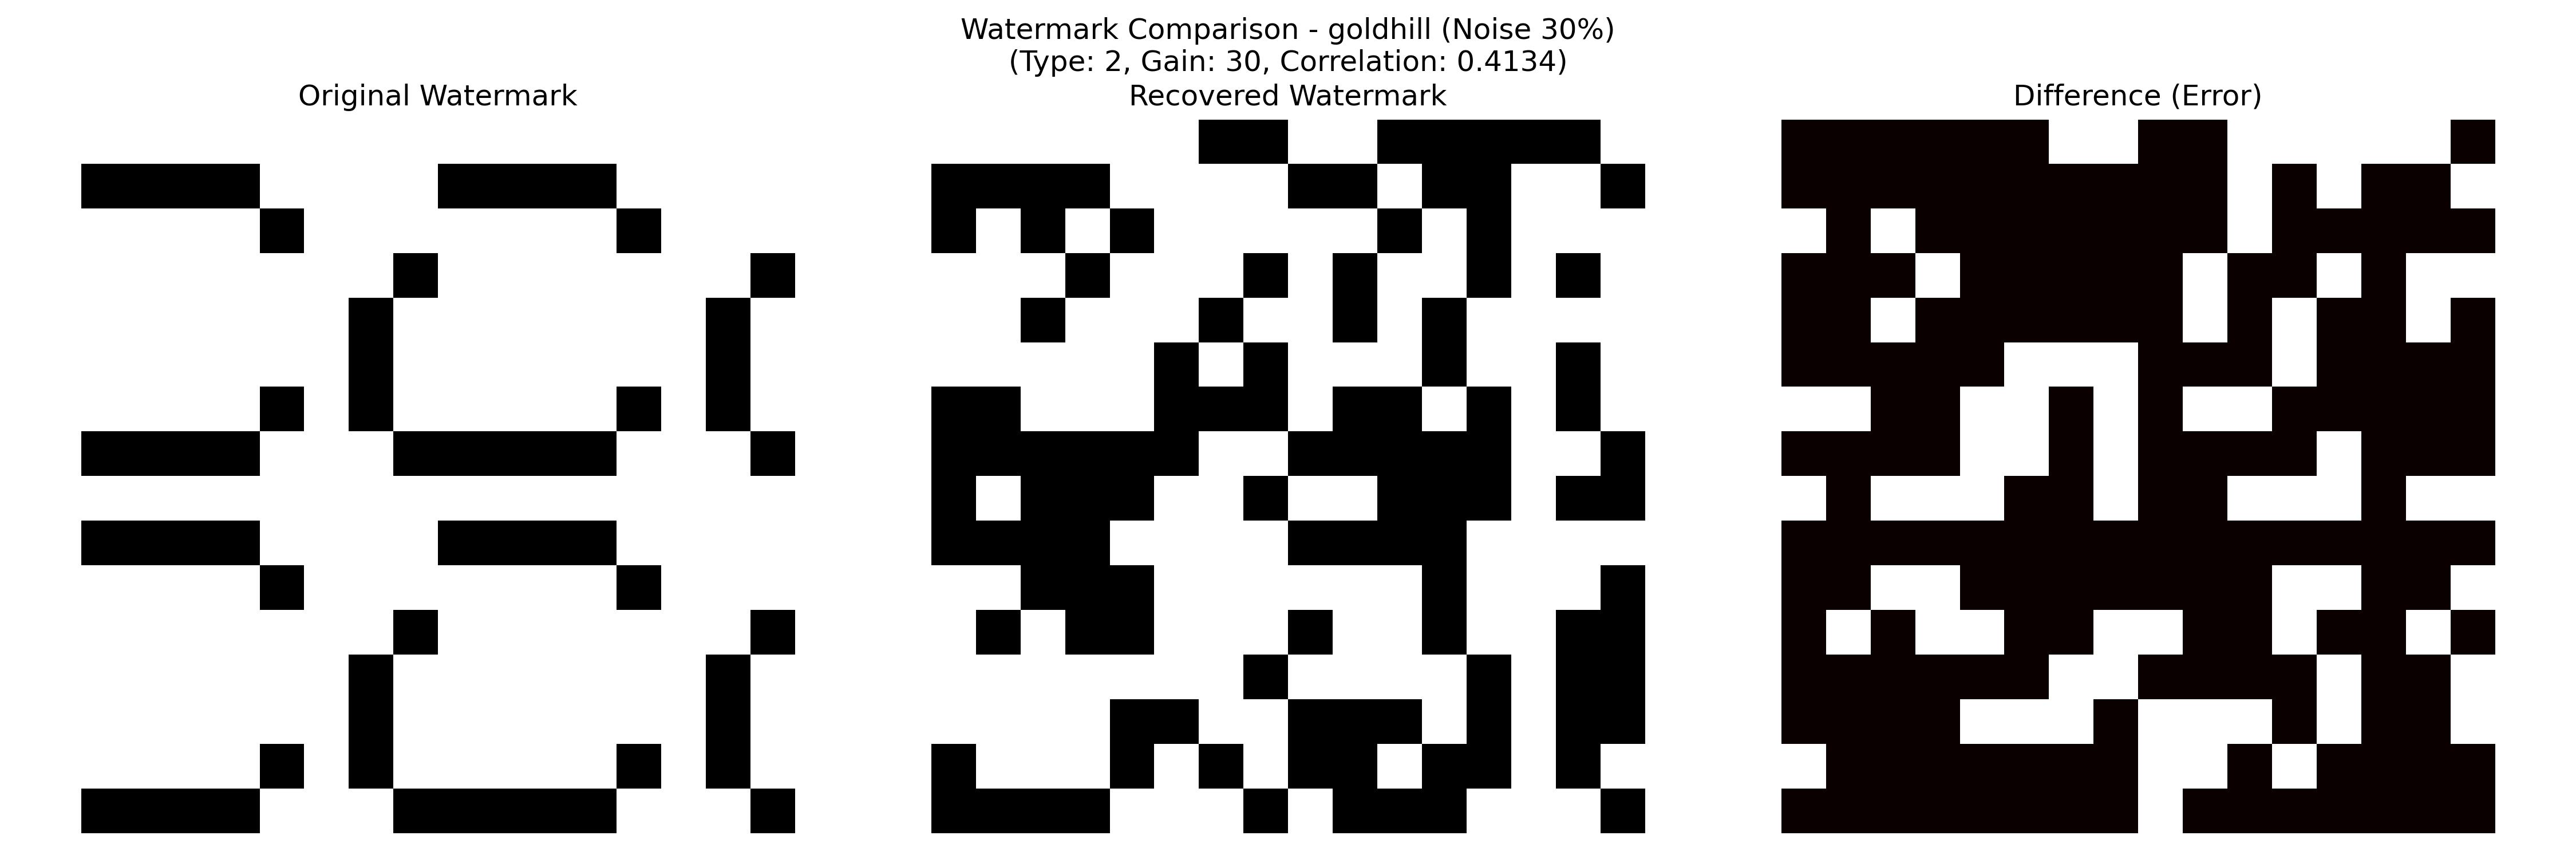 Watermark Comparison - goldhill (Noise 30%)
(Type: 2, Gain: 30, Correlation: 0.4134)
Original Watermark
Recovered Watermark
Difference (Error)